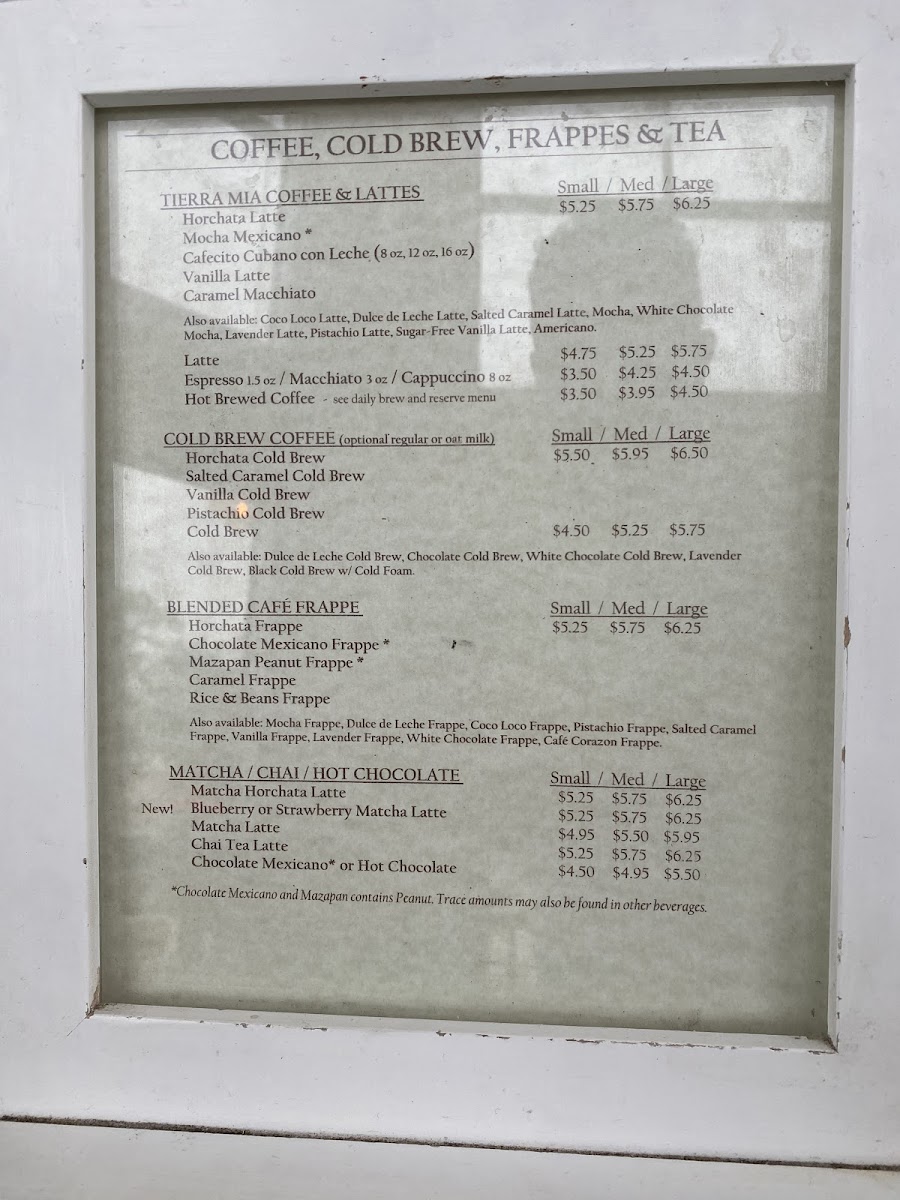 COFFEE, COLD BREW, FRAPPES & TEA
TIERRA MIA COFFEE & LATTES Small / Med / Large
Horchata Latte $5.25 $5.75 $6.25
Mocha Mexicano *
Cafecito Cubano con Leche (8 oz, 12 oz, 16 oz)
Vanilla Latte
Caramel Macchiato
Also available: Coco Loco Latte, Dulce de Leche Latte, Salted Caramel Latte, Mocha, White Chocolate
Mocha, Lavender Latte, Pistachio Latte, Sugar-Free Vanilla Latte, Americano.
Latte $4.75 $5.25 $5.75
Espresso 1.5 oz / Macchiato 3 oz / Cappuccino 8 oz $3.50 $4.25 $4.50
Hot Brewed Coffee - see daily brew and reserve menu $3.50 $3.95 $4.50
COLD BREW COFFEE (optional regular or oat milk) Small / Med / Large
Horchata Cold Brew $5.50 $5.95 $6.50
Salted Caramel Cold Brew
Vanilla Cold Brew
Pistachio Cold Brew
Cold Brew $4.50 $5.25 $5.75
Also available: Dulce de Leche Cold Brew, Chocolate Cold Brew, White Chocolate Cold Brew, Lavender
Cold Brew, Black Cold Brew w/ Cold Foam.
BLENDED CAFÉ FRAPPE Small / Med / Large
Horchata Frappe $5.25 $5.75 $6.25
Chocolate Mexicano Frappe *
Mazapan Peanut Frappe *
Caramel Frappe
Rice & Beans Frappe
Also available: Mocha Frappe, Dulce de Leche Frappe, Coco Loco Frappe, Pistachio Frappe, Salted Caramel
Frappe, Vanilla Frappe, Lavender Frappe, White Chocolate Frappe, Café Corazon Frappe.
MATCHA / CHAI / HOT CHOCOLATE Small / Med / Large
Matcha Horchata Latte $5.25 $5.75 $6.25
New! Blueberry or Strawberry Matcha Latte $5.25 $5.75 $6.25
Matcha Latte $4.95 $5.50 $5.95
Chai Tea Latte $5.25 $5.75 $6.25
Chocolate Mexicano* or Hot Chocolate $4.50 $4.95 $5.50
*Chocolate Mexicano and Mazapan contains Peanut. Trace amounts may also be found in other beverages.